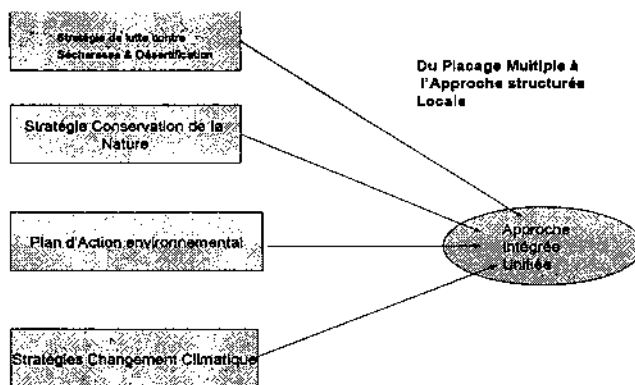 Stratégie de lutte contre
Sécheresse & Désertification
Du Placage Multiple à
l'Approche structurée
Locale
Stratégie Conservation de la
Nature
Plan d'Action environnemental
Approche
Intégrée
Unifiée
Stratégies Changement Climatique